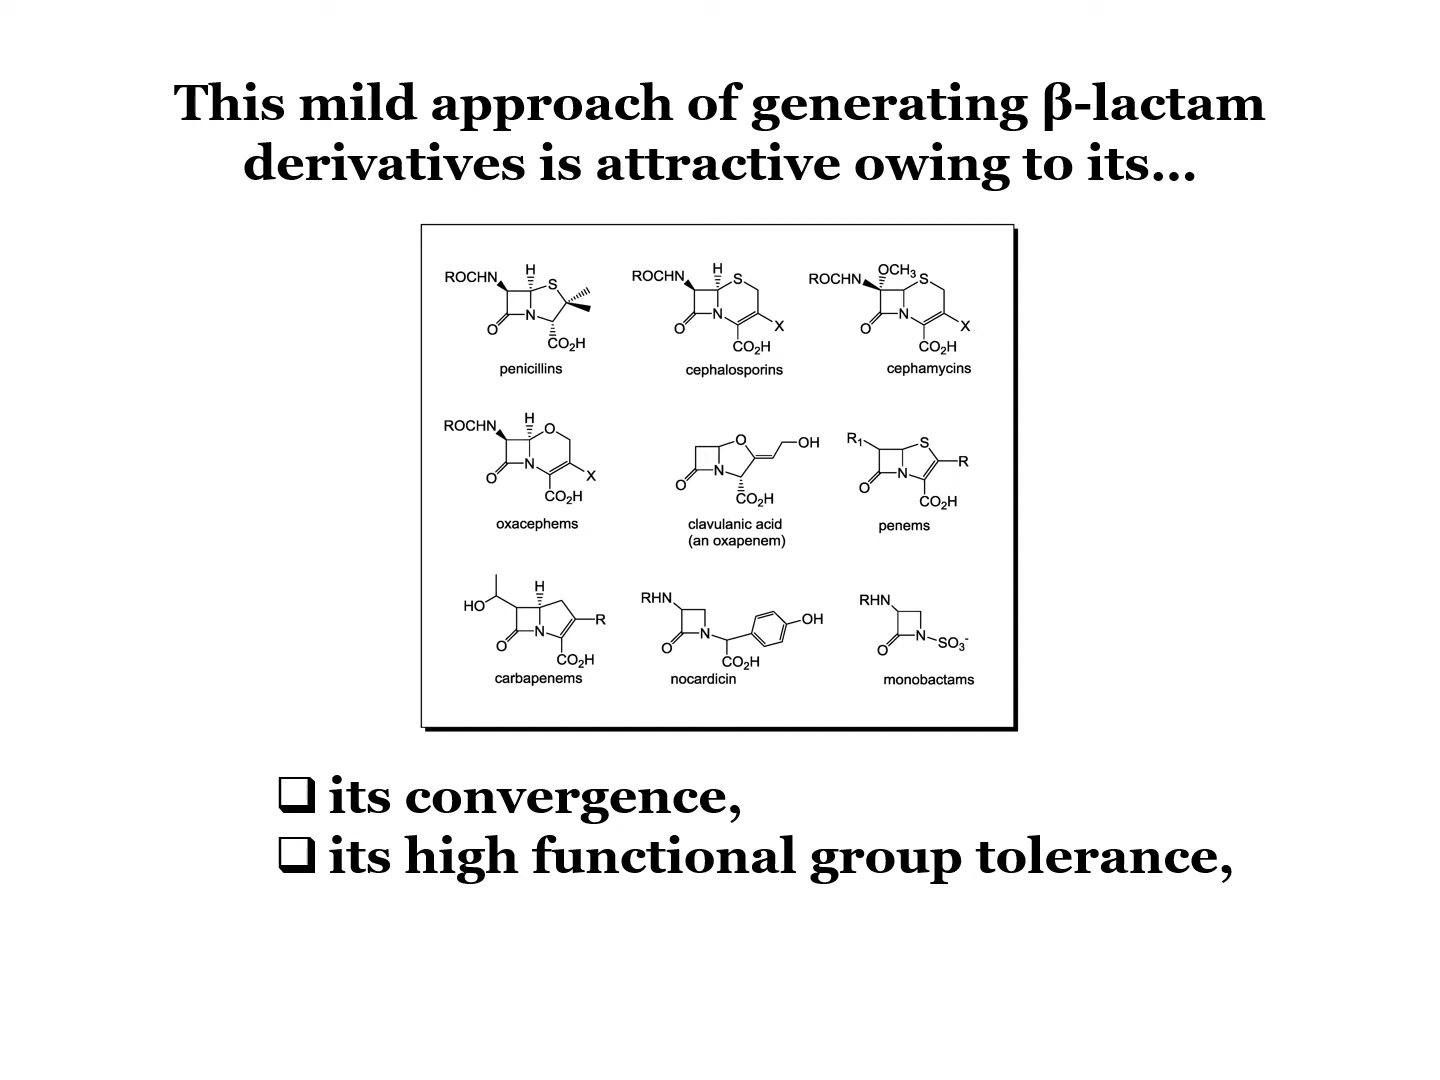 This mild approach of generating β-lactam
derivatives is attractive owing to its...
ROCHN H S N O CO2H
penicillins
ROCHN H S N O X CO2H
cephalosporins
ROCHN OCH3 S N O X CO2H
cephamycins
ROCHN H O N O X CO2H
oxacephems
O OH N O CO2H
clavulanic acid
(an oxapenem)
R1 S R N O CO2H
penems
HO H R N O CO2H
carbapenems
RHN OH N O CO2H
nocardicin
RHN N O SO3-
monobactams
❑ its convergence,
❑ its high functional group tolerance,